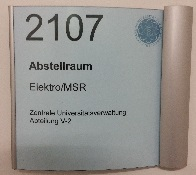 2107
Abstellraum
Elektro/MSR
Zentrale Universitätsverwaltung
Abteilung V-2